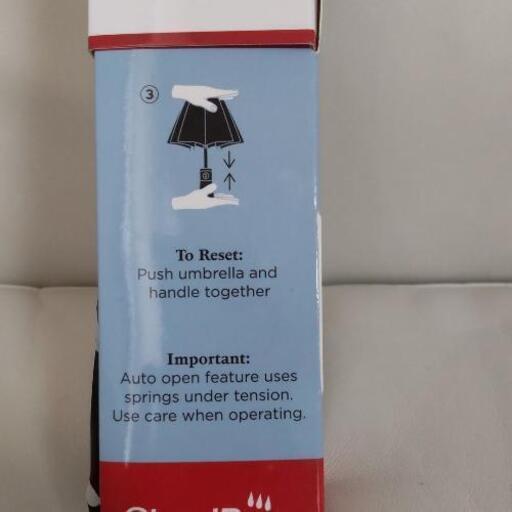 3
To Reset:
Push umbrella and
handle together
Important:
Auto open feature uses
springs under tension.
Use care when operating.